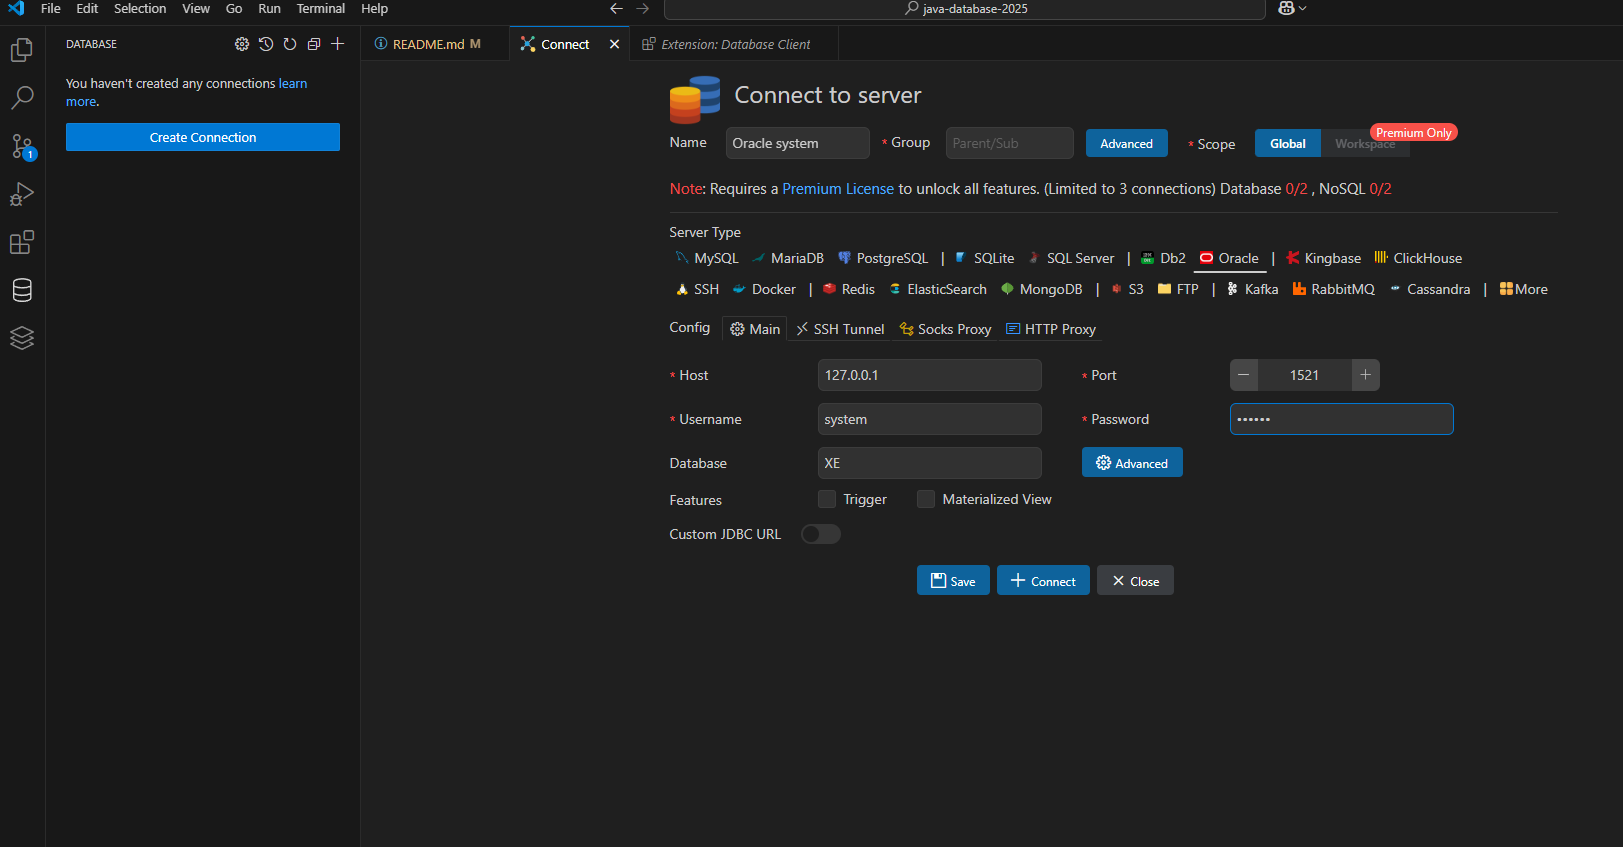 File Edit Selection View Go Run Terminal Help java-database-2025
DATABASE README.md M Connect Extension: Database Client
You haven't created any connections learn
more.
Create Connection
1
Connect to server
Name Oracle system * Group Parent/Sub Advanced * Scope Global Workspace Premium Only
Note: Requires a Premium License to unlock all features. (Limited to 3 connections) Database 0/2 , NoSQL 0/2
Server Type
MySQL MariaDB PostgreSQL | SQLite SQL Server | Db2 Oracle | Kingbase ClickHouse
SSH Docker | Redis ElasticSearch MongoDB | S3 FTP | Kafka RabbitMQ Cassandra | More
Config Main SSH Tunnel Socks Proxy HTTP Proxy
* Host 127.0.0.1 * Port 1521
* Username system * Password ••••••
Database XE Advanced
Features Trigger Materialized View
Custom JDBC URL
Save Connect Close